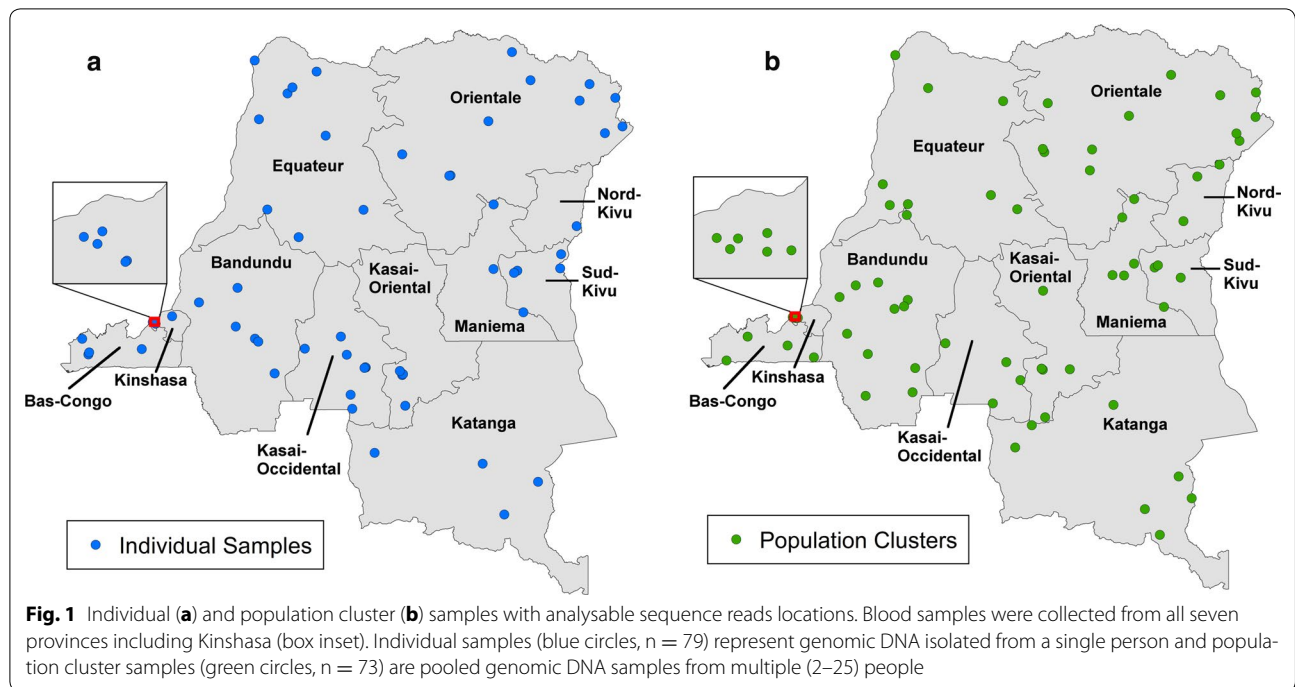 a
Orientale
Equateur
Nord-
Kivu
Bandundu
Kasai-
Oriental
Sud-
Kivu
Maniema
Kinshasa
Bas-Congo
Katanga
Kasai-
Occidental
Individual Samples
b
Orientale
Equateur
Nord-
Kivu
Bandundu
Kasai-
Oriental
Sud-
Kivu
Maniema
Kinshasa
Bas-Congo
Katanga
Kasai-
Occidental
Population Clusters
Fig. 1 Individual (a) and population cluster (b) samples with analysable sequence reads locations. Blood samples were collected from all seven
provinces including Kinshasa (box inset). Individual samples (blue circles, n = 79) represent genomic DNA isolated from a single person and popula-
tion cluster samples (green circles, n = 73) are pooled genomic DNA samples from multiple (2–25) people